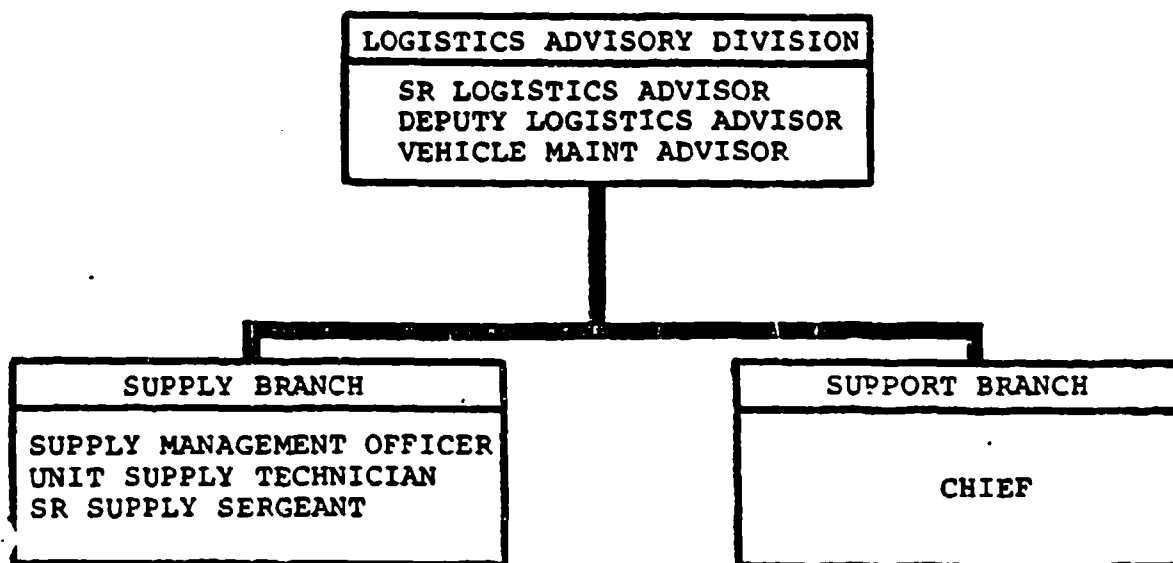 LOGISTICS ADVISORY DIVISION
SR LOGISTICS ADVISOR
DEPUTY LOGISTICS ADVISOR
VEHICLE MAINT ADVISOR
SUPPLY BRANCH
SUPPLY MANAGEMENT OFFICER
UNIT SUPPLY TECHNICIAN
SR SUPPLY SERGEANT
SUPPORT BRANCH
CHIEF